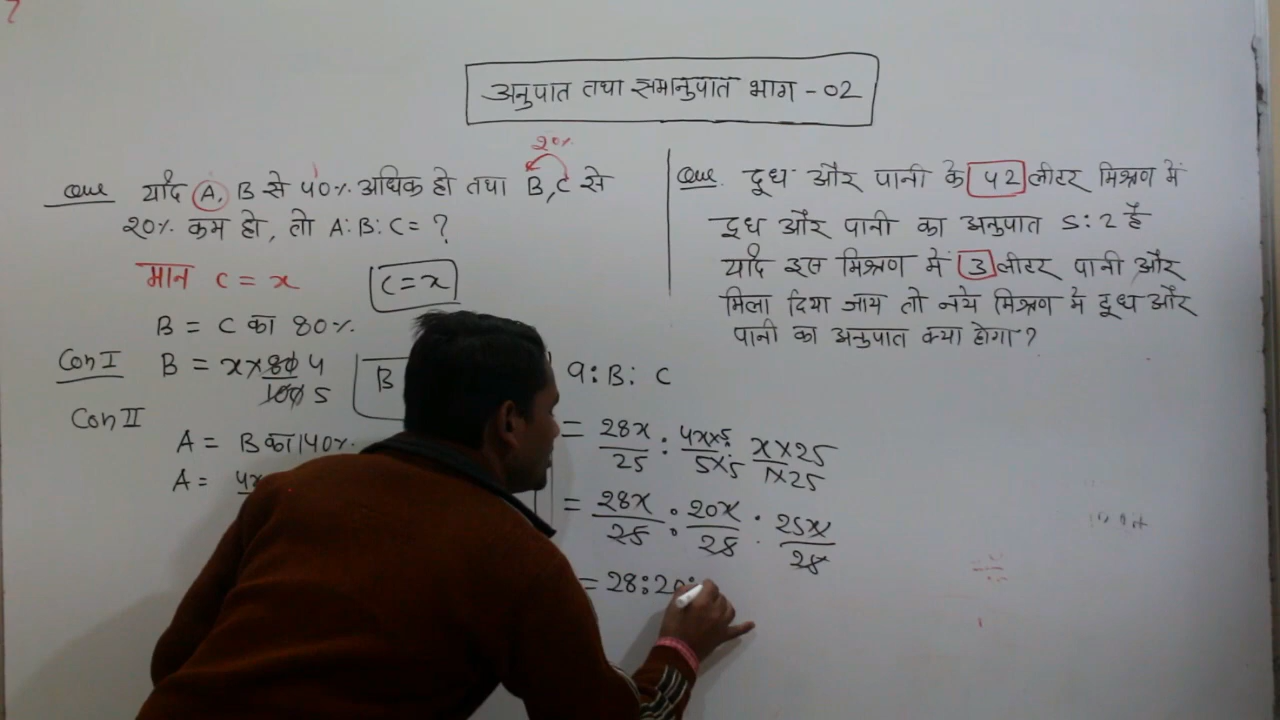 अनुपात तथा समानुपात भाग - 02
Que यदि A, B से 40% अधिक हो तथा B, C से
20%
20% कम हो, तो A:B:C = ?
मान C = x
C = x
B = C का 80%
Con I B = x × 80 4
100 5
B
Con II
A = B का 140%
A = 4x
a : B : C
= 28x : 4x×5 : x×25
25 5×5 1×25
= 28x : 20x : 25x
25 25 25
= 28:20:
Que. दूध और पानी के 42 लीटर मिश्रण में
दूध और पानी का अनुपात 5:2 है
यदि इस मिश्रण में 3 लीटर पानी और
मिला दिया जाय तो नये मिश्रण में दूध और
पानी का अनुपात क्या होगा?